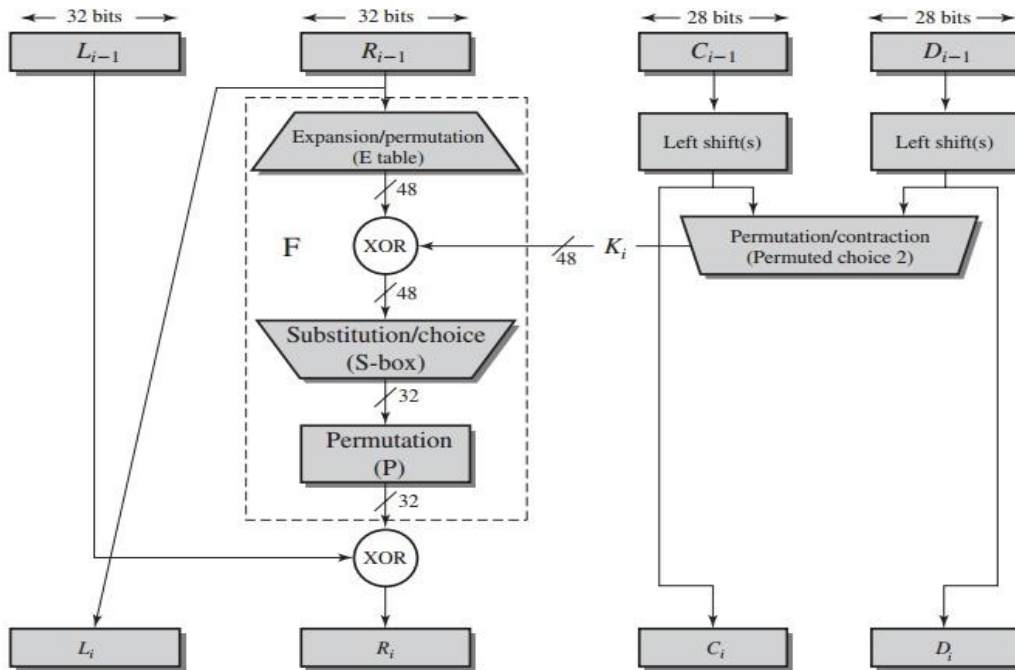 32 bits
32 bits
28 bits
28 bits
L_{i−1}
R_{i−1}
C_{i−1}
D_{i−1}
Expansion/permutation
(E table)
Left shift(s)
Left shift(s)
48
F
XOR
48
K_i
Permutation/contraction
(Permuted choice 2)
48
Substitution/choice
(S-box)
32
Permutation
(P)
32
XOR
L_i
R_i
C_i
D_i